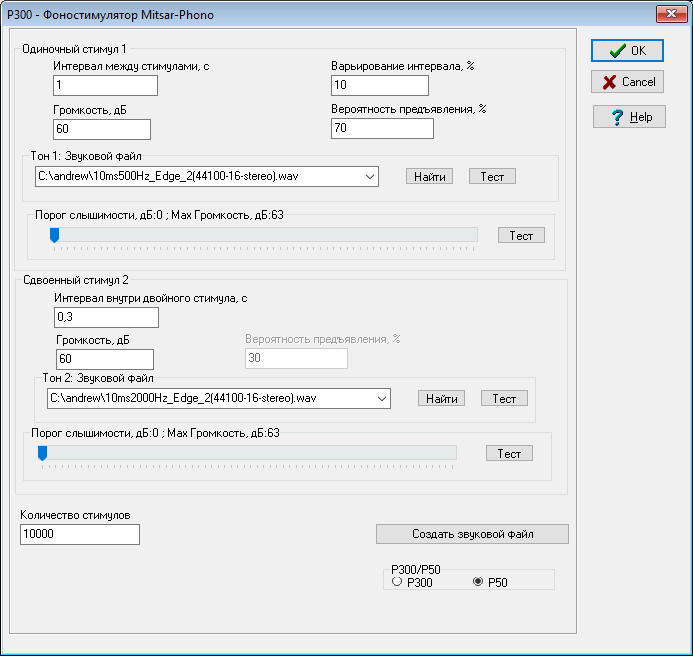 P300 - Фоностимулятор Mitsar-Phono
Одиночный стимул 1
Интервал между стимулами, с
Варьирование интервала, %
1
10
Громкость, дБ
Вероятность предъявления, %
60
70
Тон 1: Звуковой файл
C:\andrew\10ms500Hz_Edge_2(44100-16-stereo).wav
Найти
Тест
Порог слышимости, дБ:0 ; Мах Громкость, дБ:63
Тест
Сдвоенный стимул 2
Интервал внутри двойного стимула, с
0,3
Громкость, дБ
Вероятность предъявления, %
60
30
Тон 2: Звуковой файл
C:\andrew\10ms2000Hz_Edge_2(44100-16-stereo).wav
Найти
Тест
Порог слышимости, дБ:0 ; Мах Громкость, дБ:63
Тест
Количество стимулов
10000
Создать звуковой файл
P300/P50
P300
P50
OK
Cancel
Help